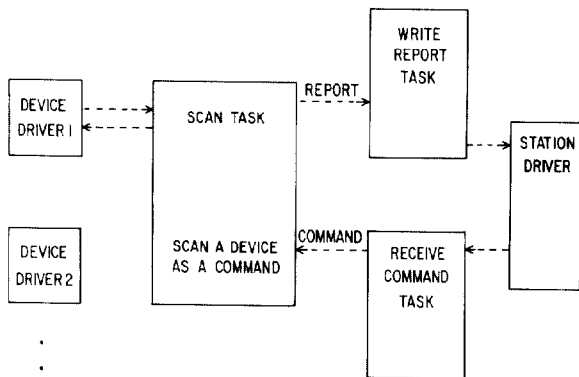 WRITE
REPORT
TASK
REPORT
DEVICE
DRIVER 1
SCAN TASK
STATION
DRIVER
DEVICE
DRIVER 2
SCAN A DEVICE
AS A COMMAND
COMMAND
RECEIVE
COMMAND
TASK